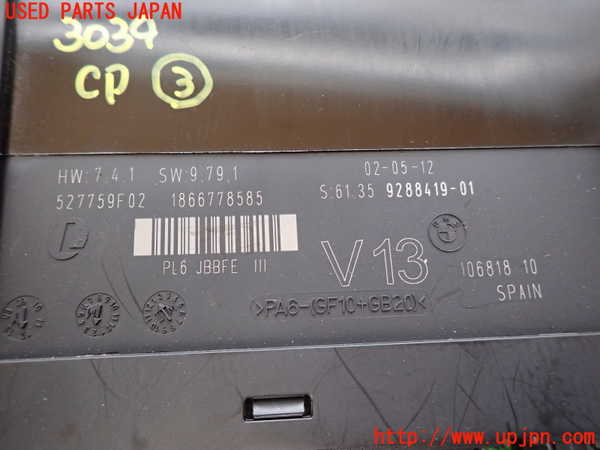 USED PARTS JAPAN
3034
CP 3
HW:7.4.1 SW:9.79.1
02-05-12
527759F02 1866778585
S:61.35 9288419-01
PL6 JBBFE III
V13
106818 10
SPAIN
>PA6-(GF10+GB20)<
http://www.upjpn.com/